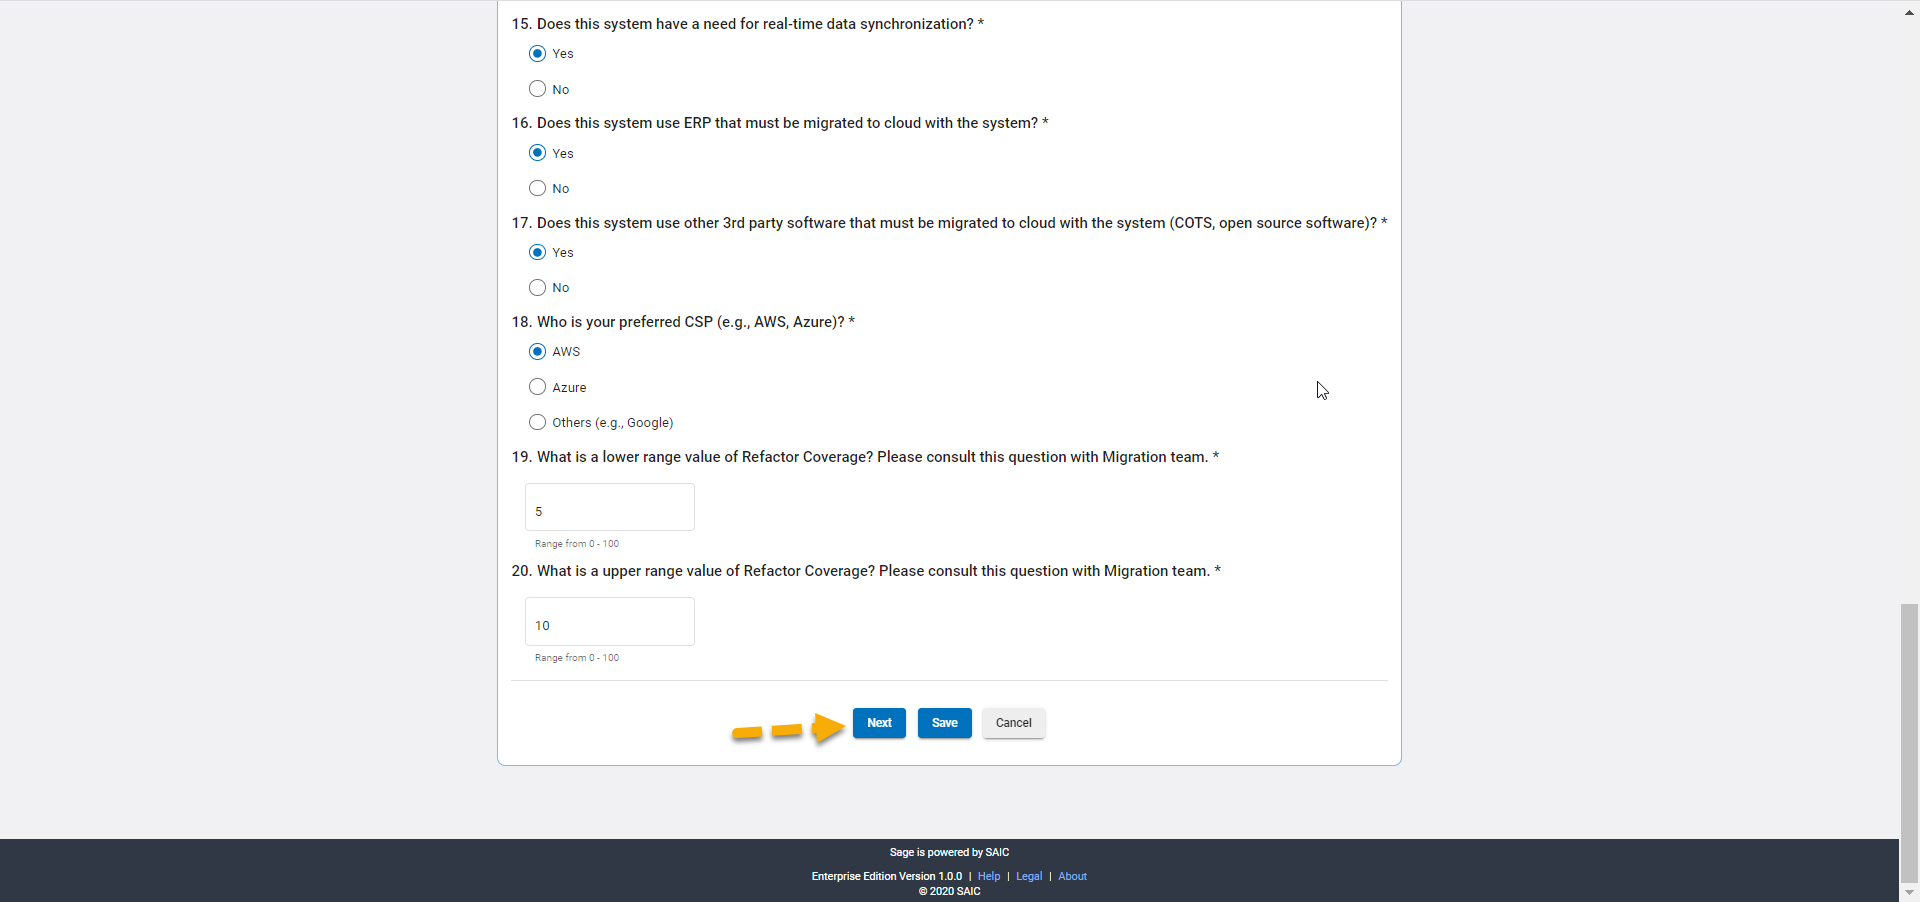 15. Does this system have a need for real-time data synchronization? *
Yes
No
16. Does this system use ERP that must be migrated to cloud with the system? *
Yes
No
17. Does this system use other 3rd party software that must be migrated to cloud with the system (COTS, open source software)? *
Yes
No
18. Who is your preferred CSP (e.g., AWS, Azure)? *
AWS
Azure
Others (e.g., Google)
19. What is a lower range value of Refactor Coverage? Please consult this question with Migration team. *
5
Range from 0 - 100
20. What is a upper range value of Refactor Coverage? Please consult this question with Migration team. *
10
Range from 0 - 100
Next Save Cancel
Sage is powered by SAIC
Enterprise Edition Version 1.0.0 | Help | Legal | About
© 2020 SAIC